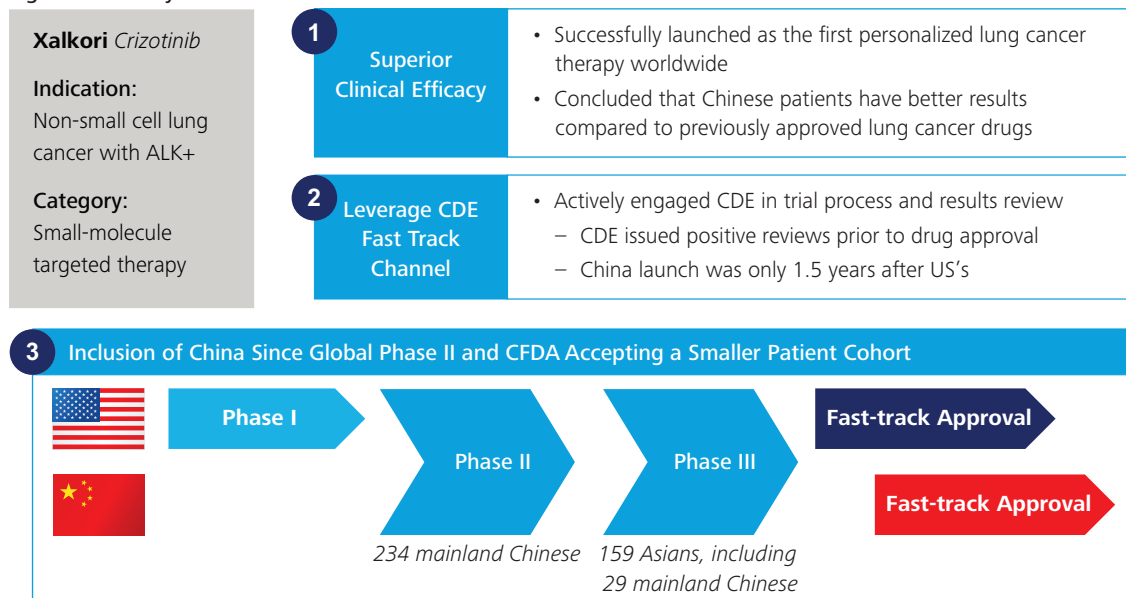 Xalkori Crizotinib
Indication:
Non-small cell lung
cancer with ALK+
Category:
Small-molecule
targeted therapy
1
Superior
Clinical Efficacy
• Successfully launched as the first personalized lung cancer
therapy worldwide
• Concluded that Chinese patients have better results
compared to previously approved lung cancer drugs
2
Leverage CDE
Fast Track
Channel
• Actively engaged CDE in trial process and results review
– CDE issued positive reviews prior to drug approval
– China launch was only 1.5 years after US's
3
Inclusion of China Since Global Phase II and CFDA Accepting a Smaller Patient Cohort
Phase I
Phase II
Phase III
Fast-track Approval
Fast-track Approval
234 mainland Chinese
159 Asians, including
29 mainland Chinese